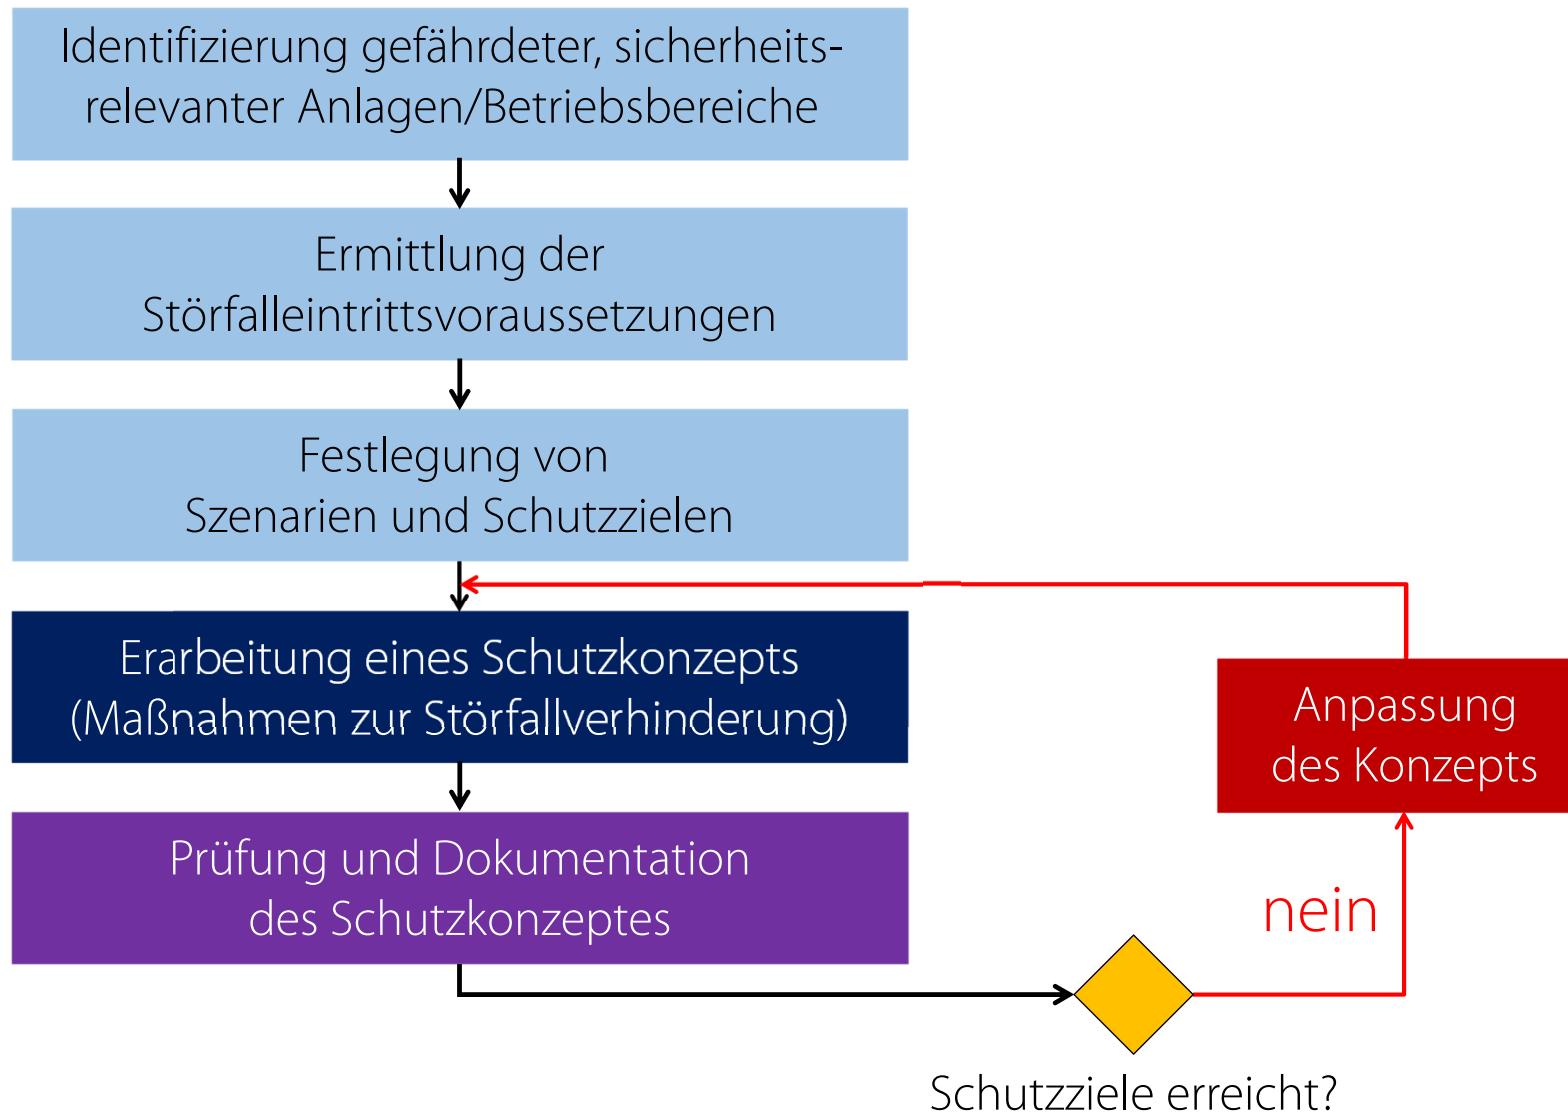 Identifizierung gefährdeter, sicherheits-
relevanter Anlagen/Betriebsbereiche
Ermittlung der
Störfalleintrittsvoraussetzungen
Festlegung von
Szenarien und Schutzzielen
Erarbeitung eines Schutzkonzepts
(Maßnahmen zur Störfallverhinderung)
Anpassung
des Konzepts
Prüfung und Dokumentation
des Schutzkonzeptes
nein
Schutzziele erreicht?